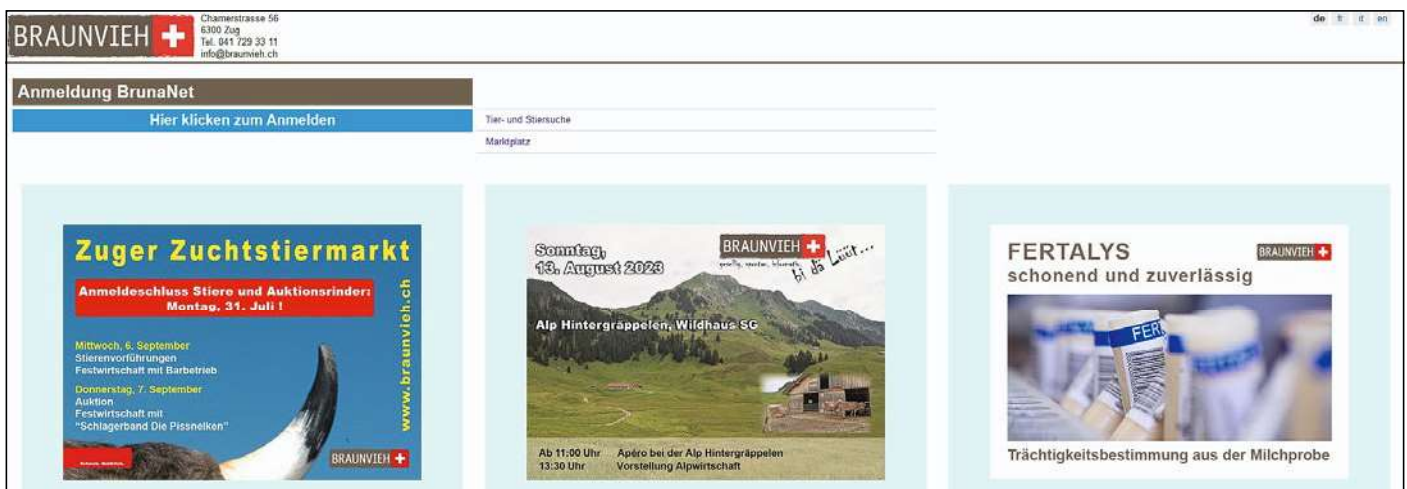 BRAUNVIEH
Chamerstrasse 56
6300 Zug
Tel. 041 729 33 11
info@braunvieh.ch
de fr it en
Anmeldung BrunaNet
Hier klicken zum Anmelden
Tier- und Stiersuche
Marktplatz
Zuger Zuchtstiermarkt
Anmeldeschluss Stiere und Auktionsrinder:
Montag, 31. Juli !
Mittwoch, 6. September
Stierenvorführungen
Festwirtschaft mit Barbetrieb
Donnerstag, 7. September
Auktion
Festwirtschaft mit
"Schlagerband Die Pissnelken"
www.braunvieh.ch
BRAUNVIEH
Sonntag,
13. August 2023
BRAUNVIEH
bi dä Lüüt...
Alp Hintergräppelen, Wildhaus SG
Ab 11:00 Uhr Apéro bei der Alp Hintergräppelen
13:30 Uhr Vorstellung Alpwirtschaft
FERTALYS
schonend und zuverlässig
BRAUNVIEH
FERT
Trächtigkeitsbestimmung aus der Milchprobe